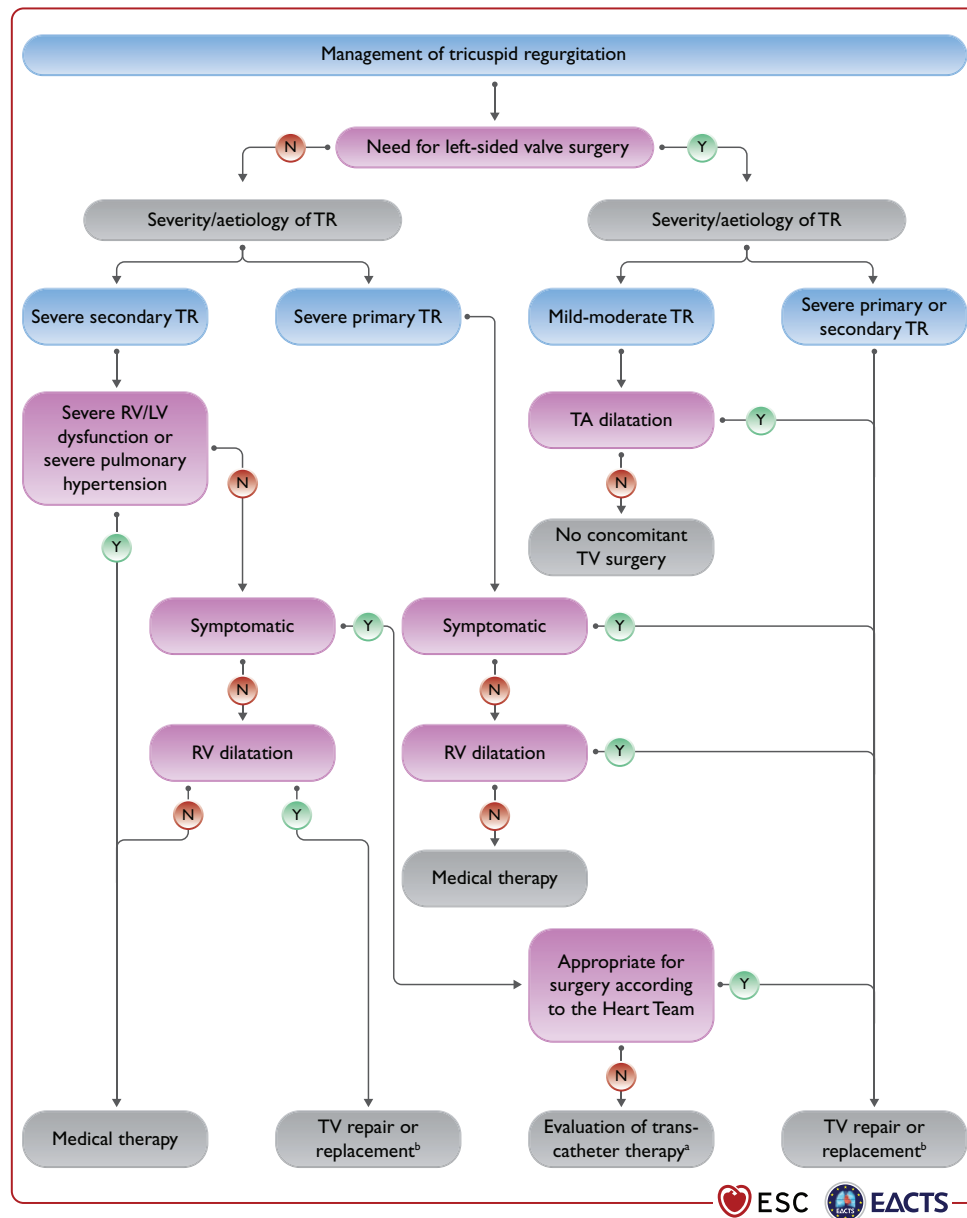 Management of tricuspid regurgitation
N
Need for left-sided valve surgery
Y
Severity/aetiology of TR
Severity/aetiology of TR
Severe secondary TR
Severe primary TR
Mild-moderate TR
Severe primary or
secondary TR
Severe RV/LV
dysfunction or
severe pulmonary
hypertension
TA dilatation
Y
N
N
Y
No concomitant
TV surgery
Symptomatic
Y
Symptomatic
Y
N
N
RV dilatation
RV dilatation
Y
N
Y
N
Medical therapy
Appropriate for
surgery according
to the Heart Team
Y
N
Medical therapy
TV repair or
replacementᵇ
Evaluation of trans-
catheter therapyᵃ
TV repair or
replacementᵇ
ESC
EACTS
EACTS